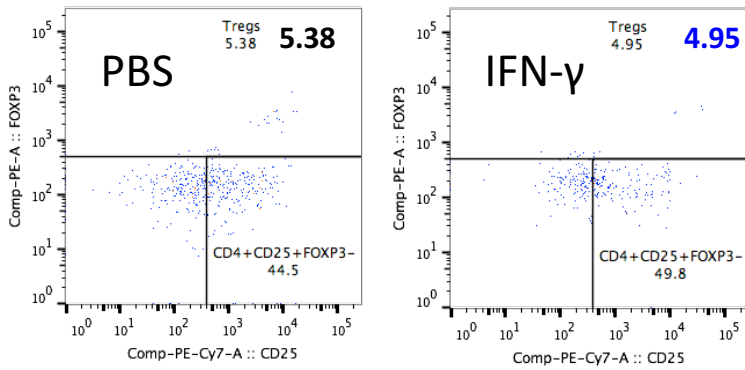 Tregs
5.38
5.38
PBS
10^5
10^4
10^3
10^2
10^1
10^0
Comp-PE-A :: FOXP3
CD4+CD25+FOXP3-
44.5
10^0 10^1 10^2 10^3 10^4 10^5
Comp-PE-Cy7-A :: CD25
Tregs
4.95
4.95
IFN-γ
10^5
10^4
10^3
10^2
10^1
10^0
Comp-PE-A :: FOXP3
CD4+CD25+FOXP3-
49.8
10^0 10^1 10^2 10^3 10^4 10^5
Comp-PE-Cy7-A :: CD25